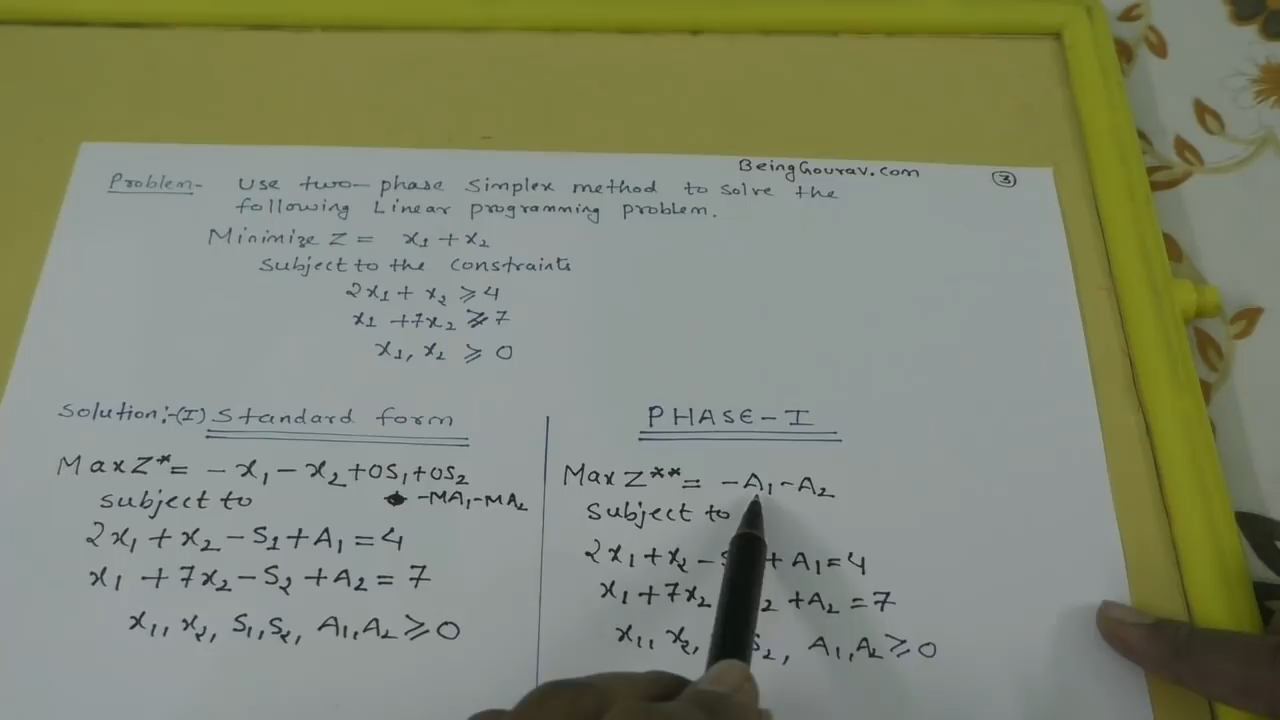 BeingGourav.com
③
Problem- Use two-phase Simplex method to solve the
following Linear programming problem.
Minimize Z = x₁ + x₂
Subject to the constraints
2x₁ + x₂ ⩾ 4
x₁ + 7x₂ ⩾ 7
x₁, x₂ ⩾ 0
Solution:-(I) Standard form
Max Z* = -x₁ - x₂ + 0S₁ + 0S₂
subject to -MA₁-MA₂
2x₁ + x₂ - S₁ + A₁ = 4
x₁ + 7x₂ - S₂ + A₂ = 7
x₁, x₂, S₁, S₂, A₁, A₂ ⩾ 0
PHASE-I
Max Z** = -A₁ - A₂
Subject to
2x₁ + x₂ - + A₁ = 4
x₁ + 7x₂ ₂ + A₂ = 7
x₁, x₂, S₂, A₁, A₂ ⩾ 0